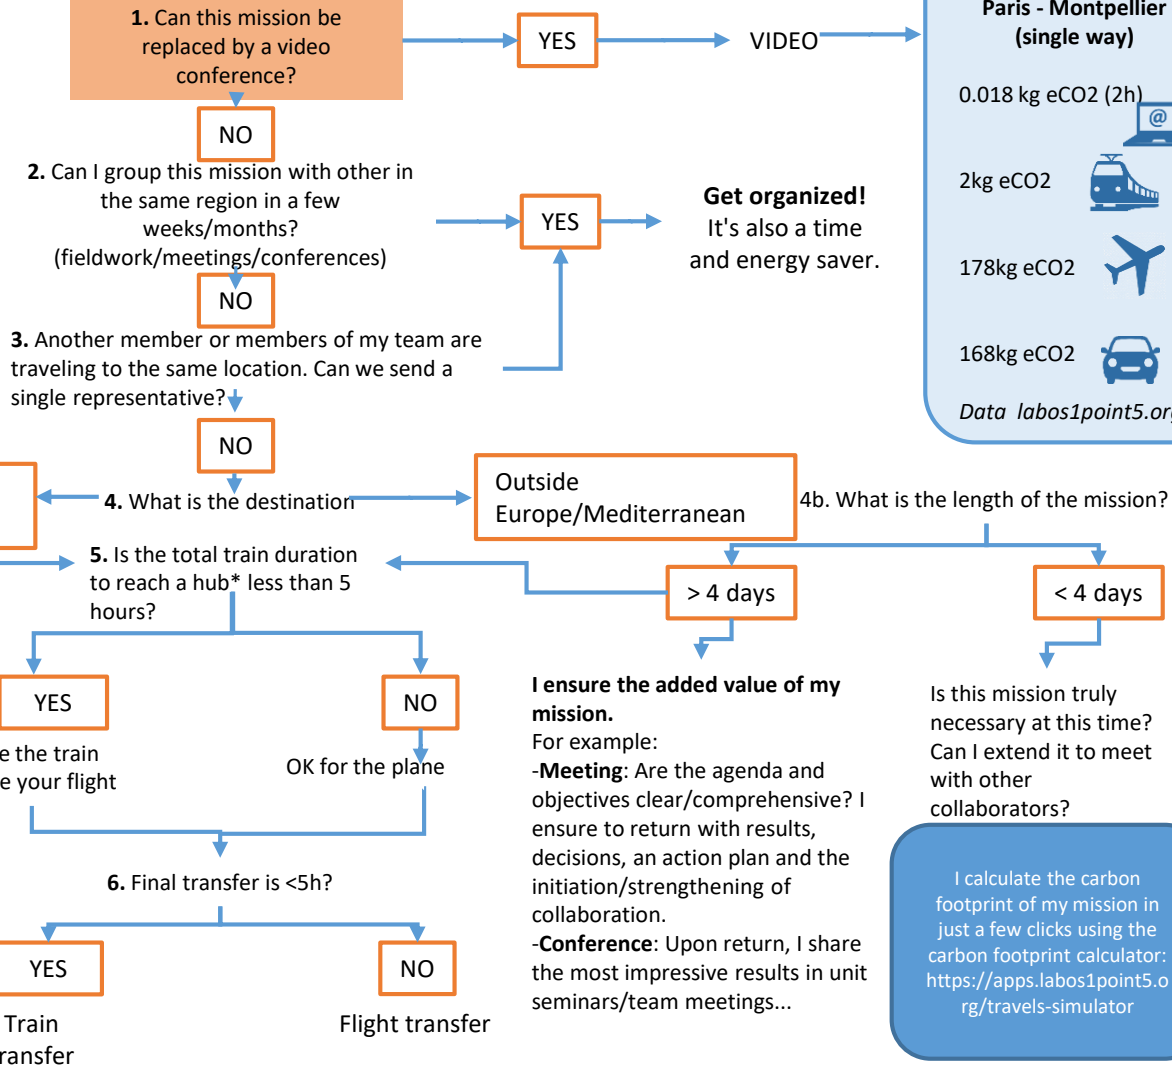 1. Can this mission be
replaced by a video
conference?
YES
VIDEO
Paris - Montpellier
(single way)
0.018 kg eCO2 (2h)
@
2kg eCO2
178kg eCO2
168kg eCO2
Data labos1point5.org
NO
2. Can I group this mission with other in
the same region in a few
weeks/months?
(fieldwork/meetings/conferences)
YES
Get organized!
It's also a time
and energy saver.
NO
3. Another member or members of my team are
traveling to the same location. Can we send a
single representative?
NO
4. What is the destination
Outside
Europe/Mediterranean
4b. What is the length of the mission?
> 4 days
< 4 days
5. Is the total train duration
to reach a hub* less than 5
hours?
YES
NO
e the train
e your flight
OK for the plane
I ensure the added value of my
mission.
For example:
-Meeting: Are the agenda and
objectives clear/comprehensive? I
ensure to return with results,
decisions, an action plan and the
initiation/strengthening of
collaboration.
-Conference: Upon return, I share
the most impressive results in unit
seminars/team meetings...
Is this mission truly
necessary at this time?
Can I extend it to meet
with other
collaborators?
I calculate the carbon
footprint of my mission in
just a few clicks using the
carbon footprint calculator:
https://apps.labos1point5.o
rg/travels-simulator
6. Final transfer is <5h?
YES
NO
Train
ransfer
Flight transfer